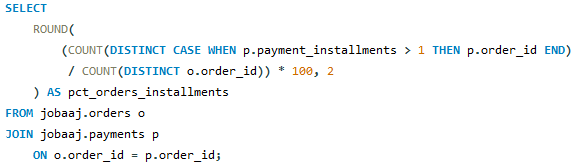 SELECT
ROUND(
(COUNT(DISTINCT CASE WHEN p.payment_installments > 1 THEN p.order_id END)
/ COUNT(DISTINCT o.order_id)) * 100, 2
) AS pct_orders_installments
FROM jobaaj.orders o
JOIN jobaaj.payments p
ON o.order_id = p.order_id;